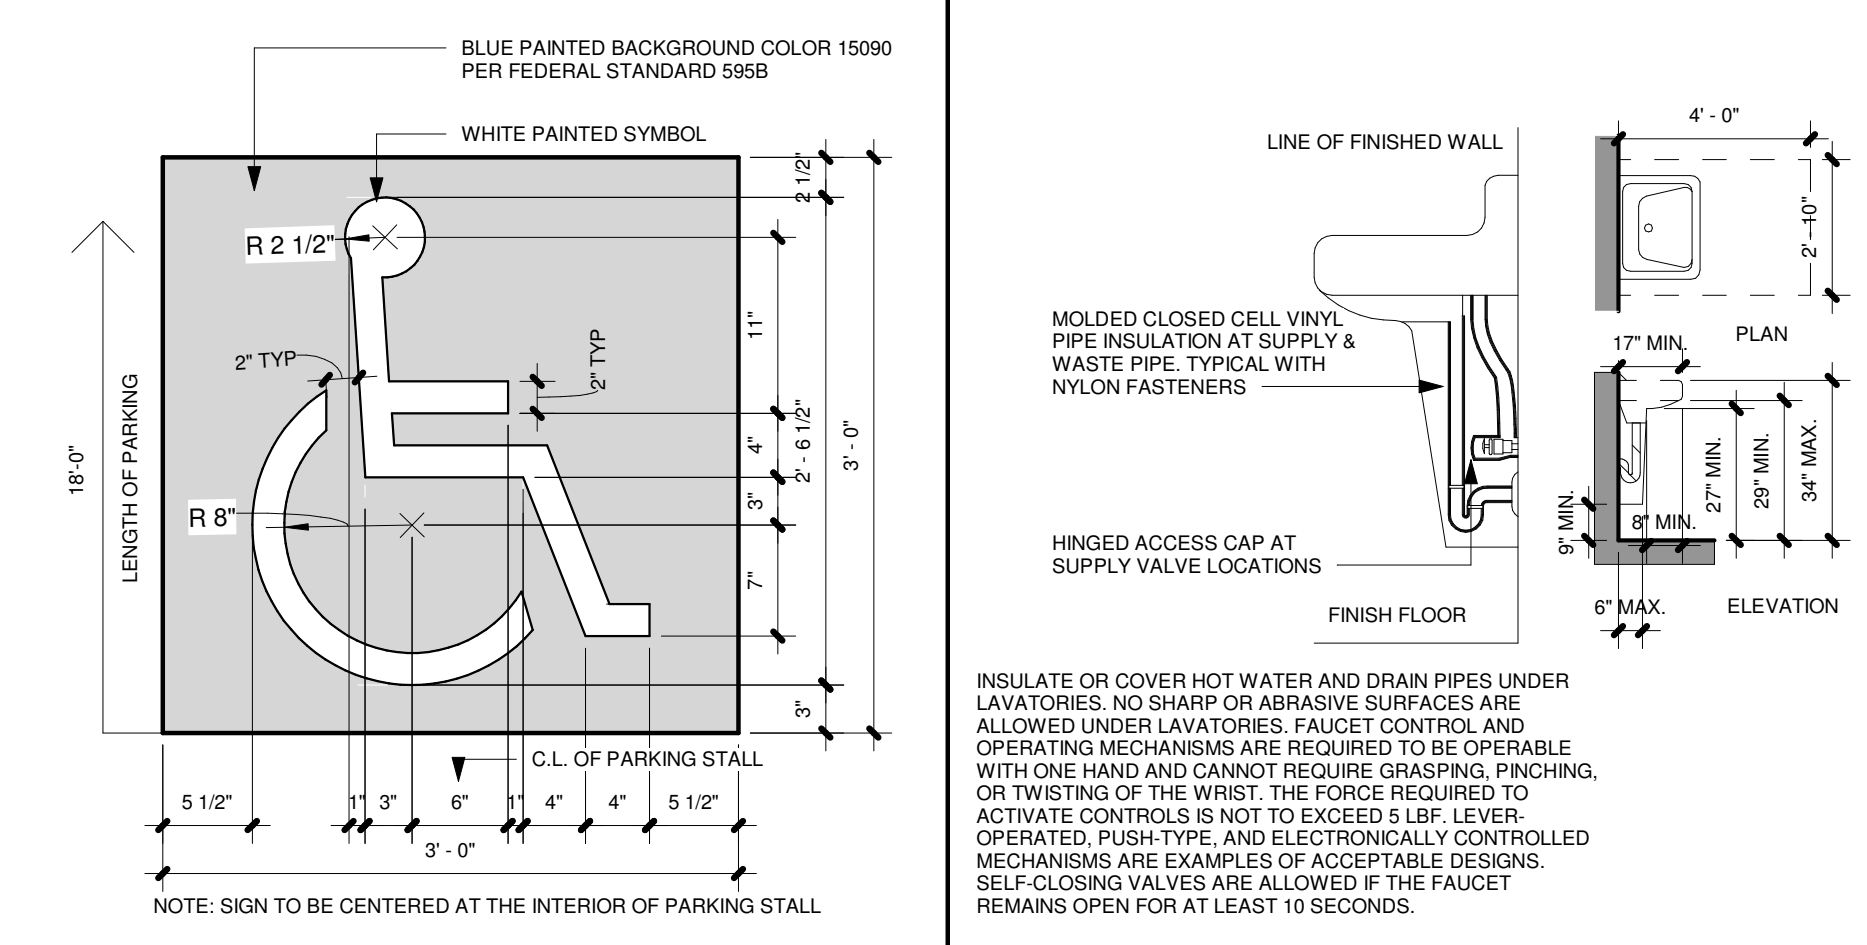 BLUE PAINTED BACKGROUND COLOR 15090
PER FEDERAL STANDARD 595B
WHITE PAINTED SYMBOL
R 2 1/2"
2" TYP
2" TYP
R 8"
18'-0"
LENGTH OF PARKING
2 1/2"
11"
4"
3"
7"
2' - 6 1/2"
3"
3' - 0"
C.L. OF PARKING STALL
5 1/2"
1"
3"
6"
1"
4"
4"
5 1/2"
3' - 0"
NOTE: SIGN TO BE CENTERED AT THE INTERIOR OF PARKING STALL
LINE OF FINISHED WALL
MOLDED CLOSED CELL VINYL
PIPE INSULATION AT SUPPLY &
WASTE PIPE. TYPICAL WITH
NYLON FASTENERS
HINGED ACCESS CAP AT
SUPPLY VALVE LOCATIONS
FINISH FLOOR
4' - 0"
2' - 10"
PLAN
17" MIN.
27" MIN.
29" MIN.
34" MAX.
9" MIN.
8" MIN.
6" MAX.
ELEVATION
INSULATE OR COVER HOT WATER AND DRAIN PIPES UNDER
LAVATORIES. NO SHARP OR ABRASIVE SURFACES ARE
ALLOWED UNDER LAVATORIES. FAUCET CONTROL AND
OPERATING MECHANISMS ARE REQUIRED TO BE OPERABLE
WITH ONE HAND AND CANNOT REQUIRE GRASPING, PINCHING,
OR TWISTING OF THE WRIST. THE FORCE REQUIRED TO
ACTIVATE CONTROLS IS NOT TO EXCEED 5 LBF. LEVER-
OPERATED, PUSH-TYPE, AND ELECTRONICALLY CONTROLLED
MECHANISMS ARE EXAMPLES OF ACCEPTABLE DESIGNS.
SELF-CLOSING VALVES ARE ALLOWED IF THE FAUCET
REMAINS OPEN FOR AT LEAST 10 SECONDS.